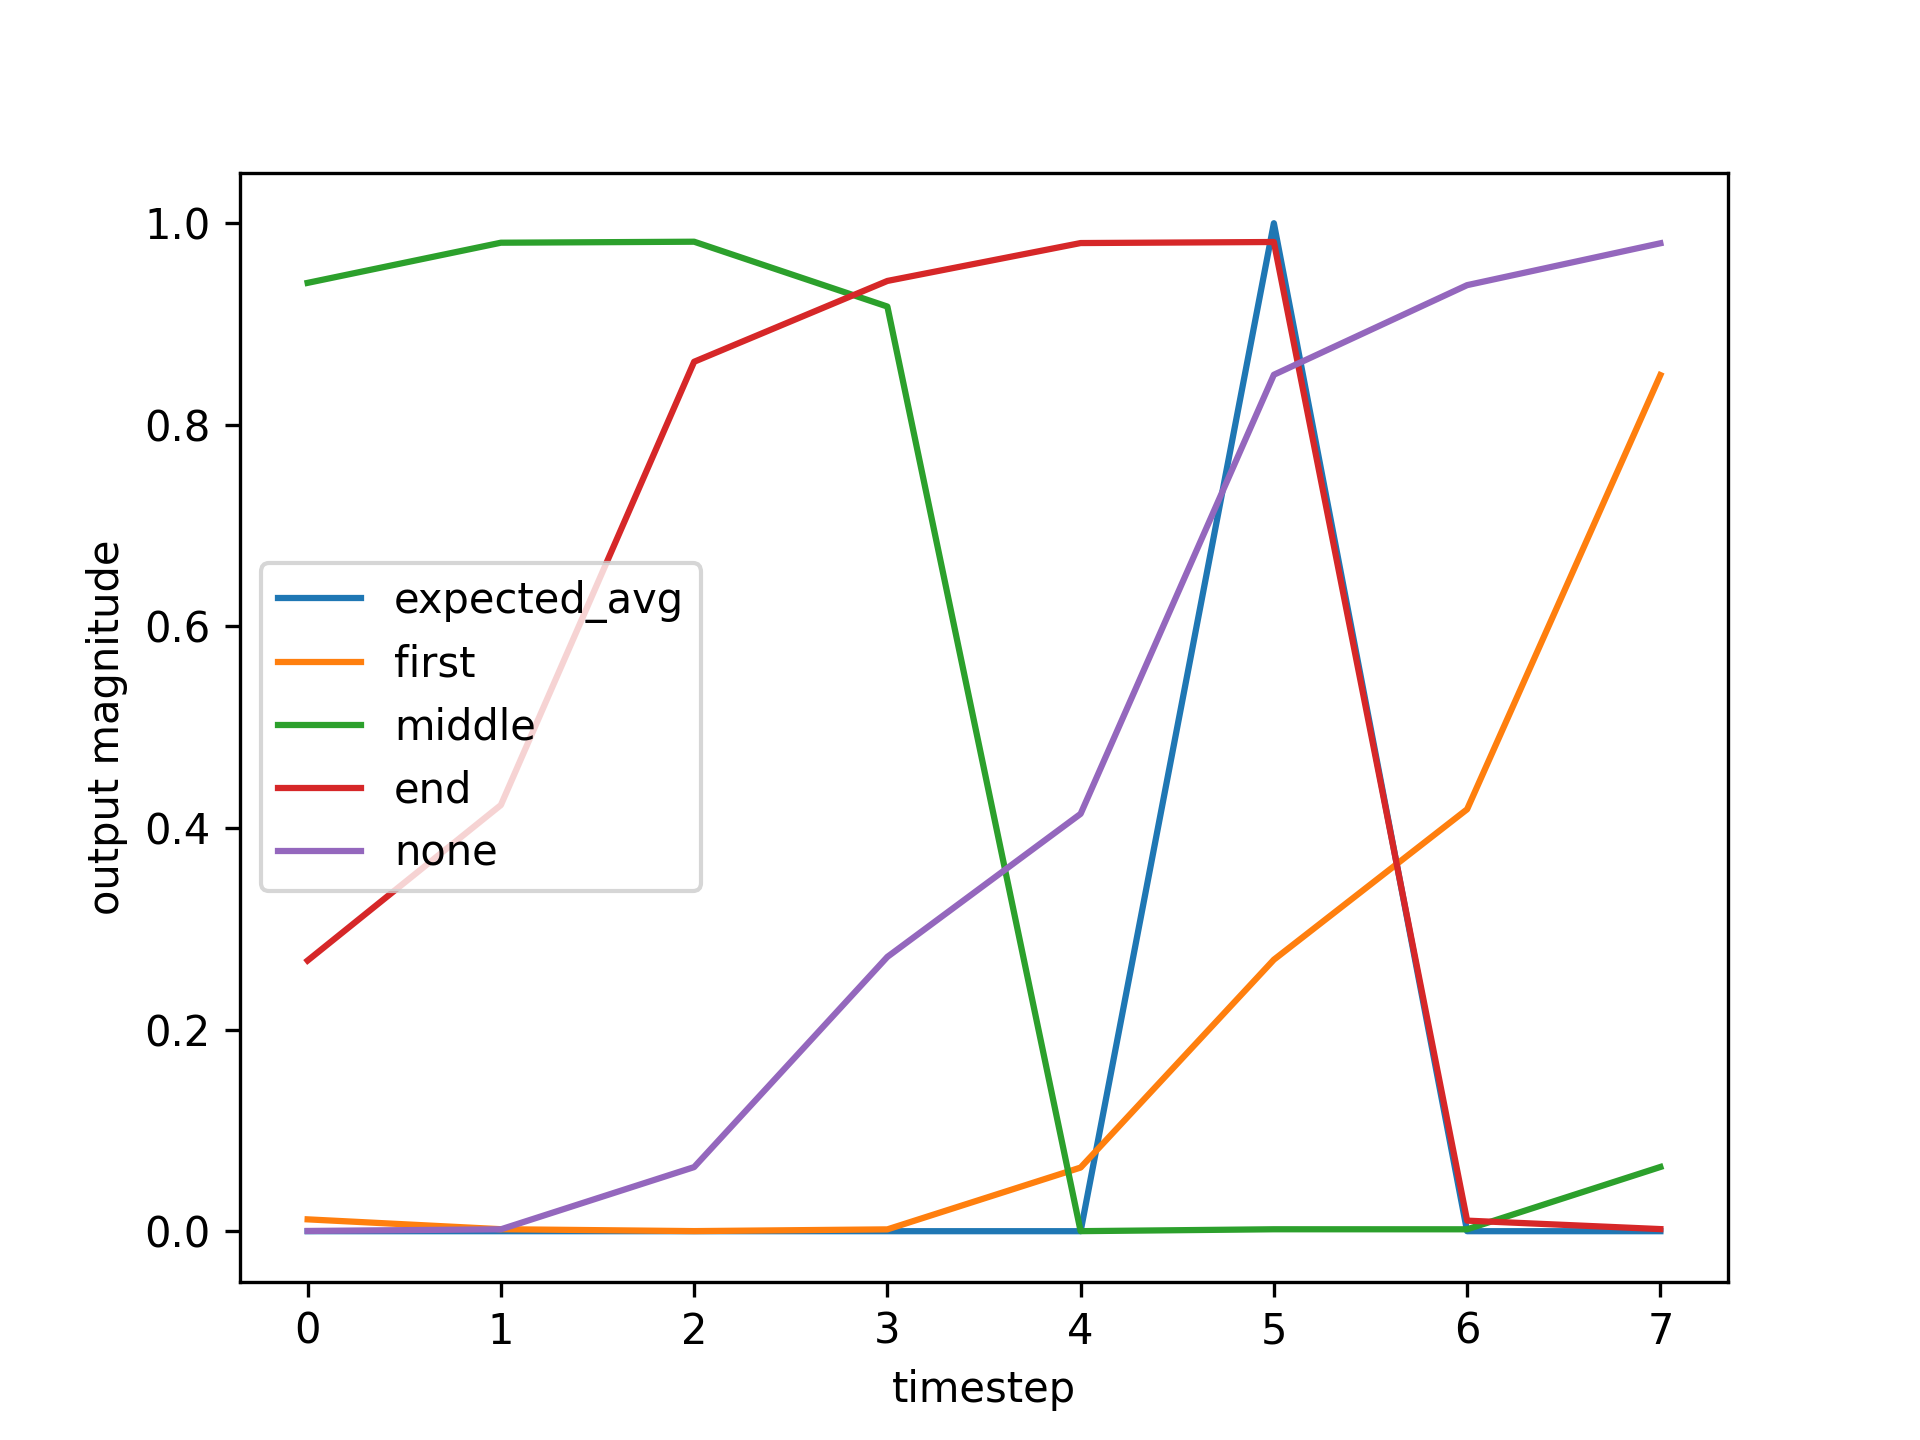 1.0
0.8
0.6
0.4
0.2
0.0
output magnitude
expected_avg
first
middle
end
none
0 1 2 3 4 5 6 7
timestep